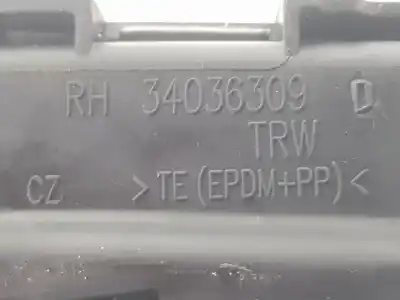 RH 34036309 D
TRW
CZ >TE(EPDM+PP)<